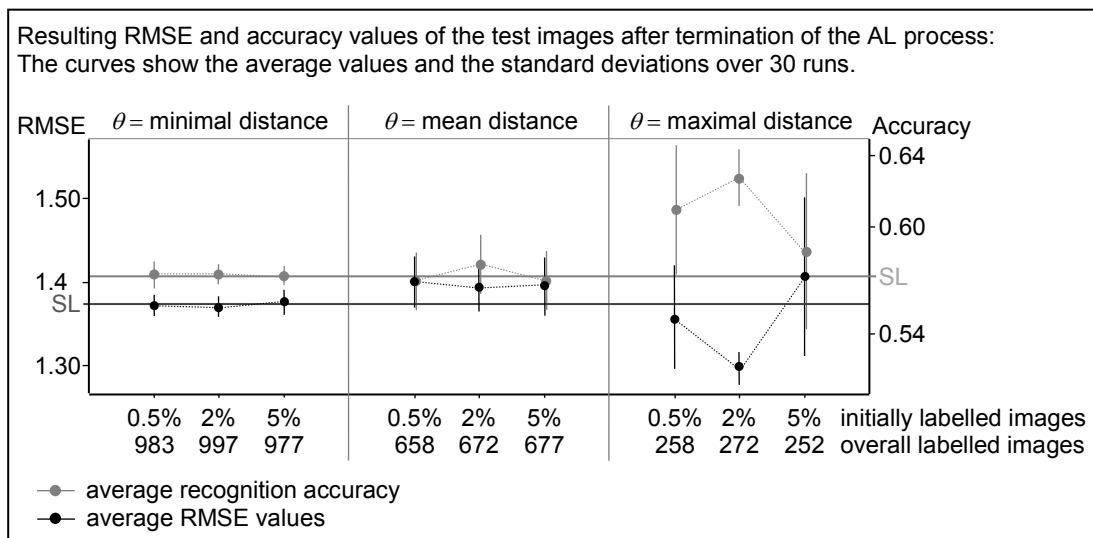 Resulting RMSE and accuracy values of the test images after termination of the AL process:
The curves show the average values and the standard deviations over 30 runs.
RMSE θ = minimal distance θ = mean distance θ = maximal distance Accuracy
0.64
1.50
0.60
1.4
SL
SL
0.54
1.30
0.5% 2% 5% 0.5% 2% 5% 0.5% 2% 5% initially labelled images
983 997 977 658 672 677 258 272 252 overall labelled images
average recognition accuracy
average RMSE values